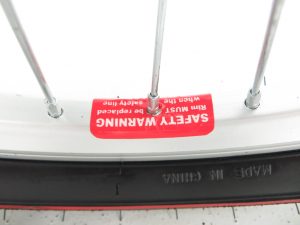 SAFETY WARNING
Rim MUST be replaced
when the safety line
MADE IN CHINA